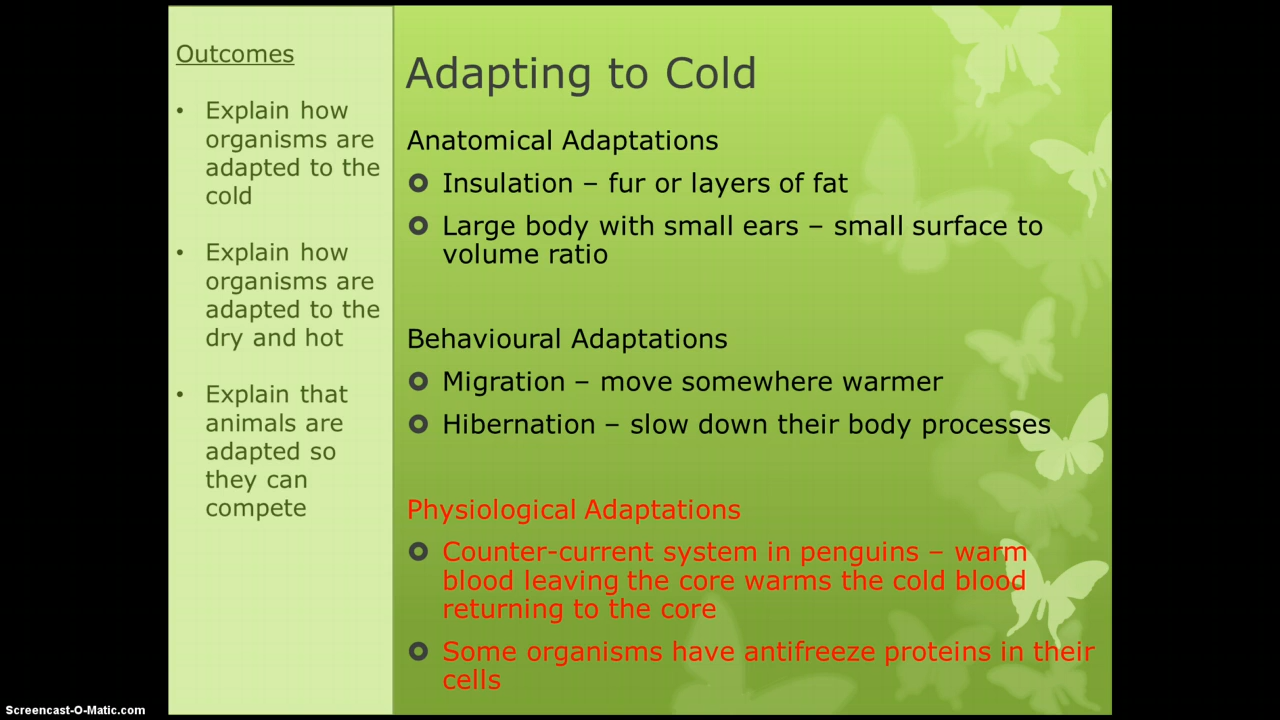 Outcomes
• Explain how
organisms are
adapted to the
cold
• Explain how
organisms are
adapted to the
dry and hot
• Explain that
animals are
adapted so
they can
compete
Adapting to Cold
Anatomical Adaptations
Insulation – fur or layers of fat
Large body with small ears – small surface to
volume ratio
Behavioural Adaptations
Migration – move somewhere warmer
Hibernation – slow down their body processes
Physiological Adaptations
Counter-current system in penguins – warm
blood leaving the core warms the cold blood
returning to the core
Some organisms have antifreeze proteins in their
cells
Screencast-O-Matic.com